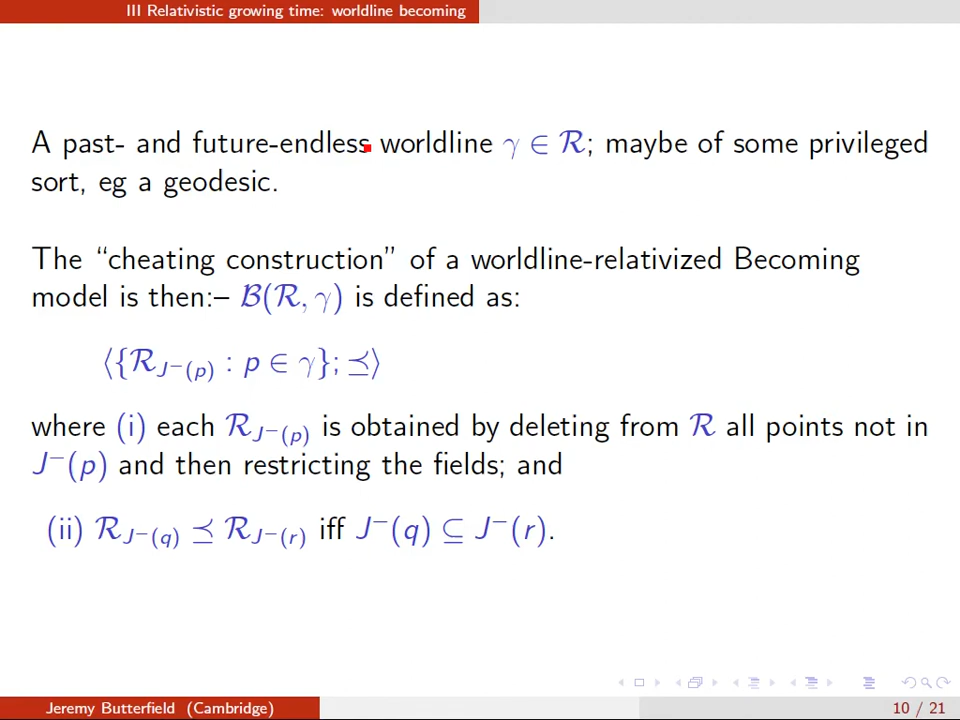 III Relativistic growing time: worldline becoming
A past- and future-endless worldline γ ∈ ℛ; maybe of some privileged
sort, eg a geodesic.
The “cheating construction” of a worldline-relativized Becoming
model is then:– ℬ(ℛ, γ) is defined as:
⟨{ℛ_{J⁻(p)} : p ∈ γ}; ⪯⟩
where (i) each ℛ_{J⁻(p)} is obtained by deleting from ℛ all points not in
J⁻(p) and then restricting the fields; and
(ii) ℛ_{J⁻(q)} ⪯ ℛ_{J⁻(r)} iff J⁻(q) ⊆ J⁻(r).
Jeremy Butterfield (Cambridge)
10 / 21